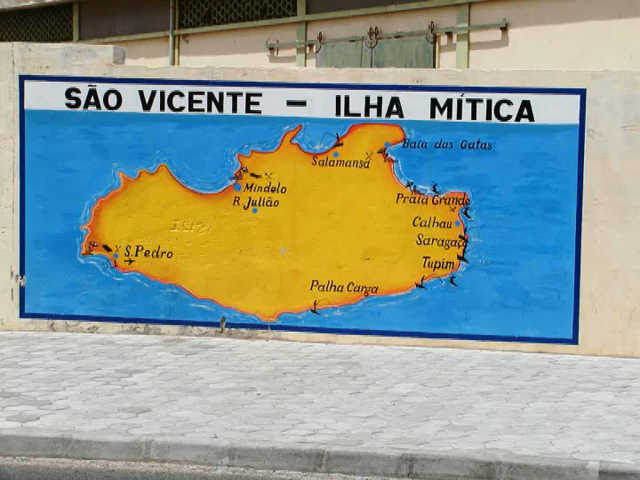 SÃO VICENTE - ILHA MÍTICA
Baía das Gatas
Salamansa
Mindelo
R. Julião
Praia Grande
Calhau
Saragaça
S. Pedro
Tupim
Palha Carga